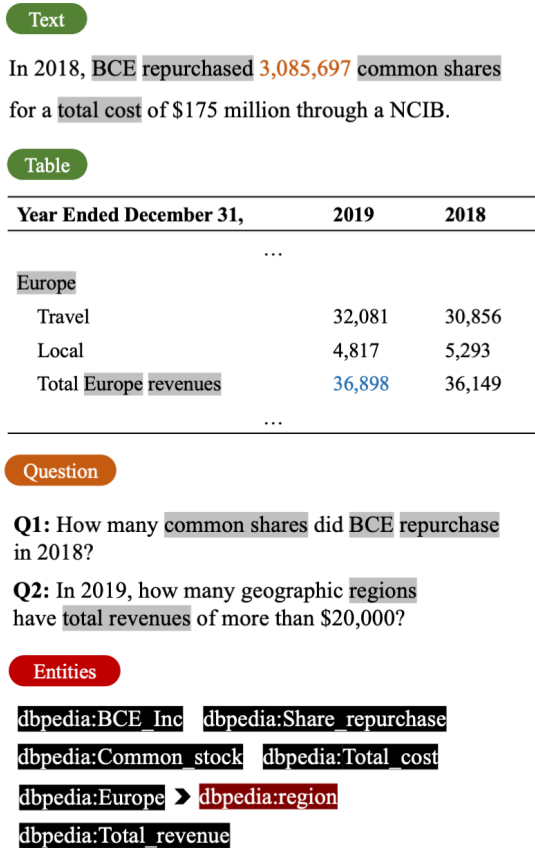 Text
In 2018, BCE repurchased 3,085,697 common shares
for a total cost of $175 million through a NCIB.
Table
Year Ended December 31, 2019 2018
...
Europe
Travel 32,081 30,856
Local 4,817 5,293
Total Europe revenues 36,898 36,149
...
Question
Q1: How many common shares did BCE repurchase
in 2018?
Q2: In 2019, how many geographic regions
have total revenues of more than $20,000?
Entities
dbpedia:BCE_Inc dbpedia:Share_repurchase
dbpedia:Common_stock dbpedia:Total_cost
dbpedia:Europe ❯ dbpedia:region
dbpedia:Total_revenue